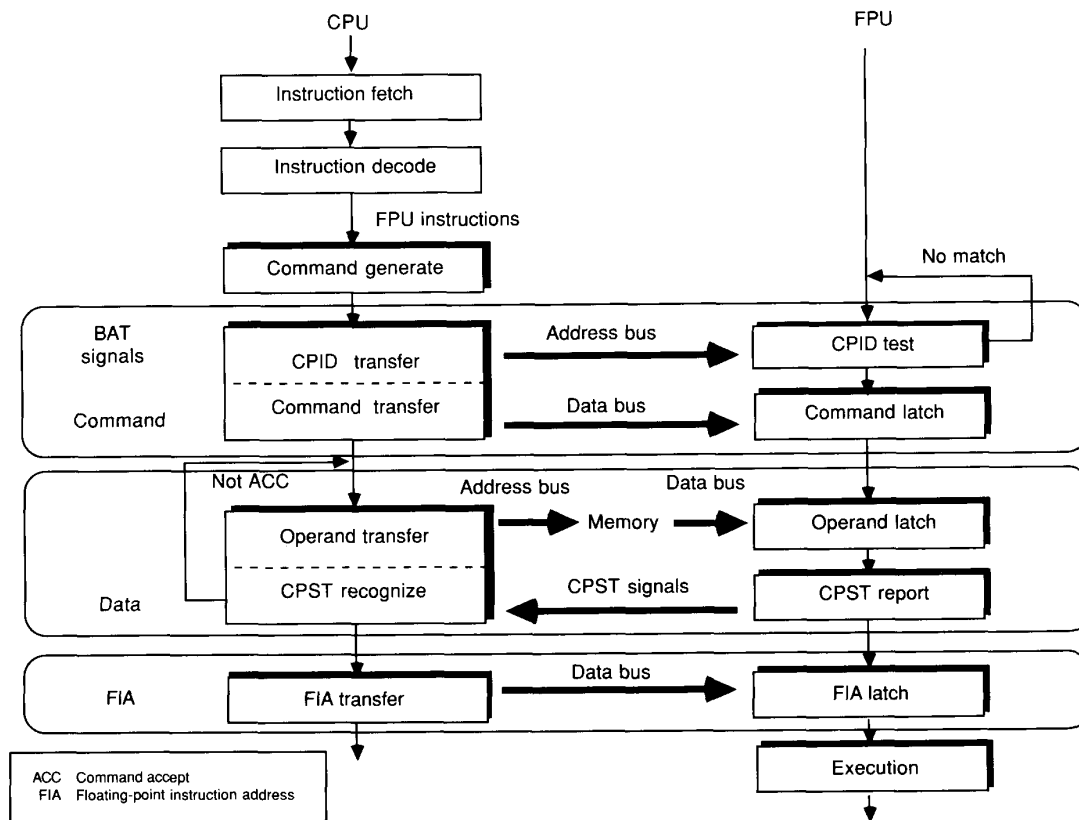 CPU
FPU
Instruction fetch
Instruction decode
FPU instructions
Command generate
No match
BAT
signals
CPID transfer
Address bus
CPID test
Command
Command transfer
Data bus
Command latch
Not ACC
Address bus
Data bus
Operand transfer
Memory
Operand latch
Data
CPST recognize
CPST signals
CPST report
FIA
FIA transfer
Data bus
FIA latch
Execution
ACC Command accept
FIA Floating-point instruction address